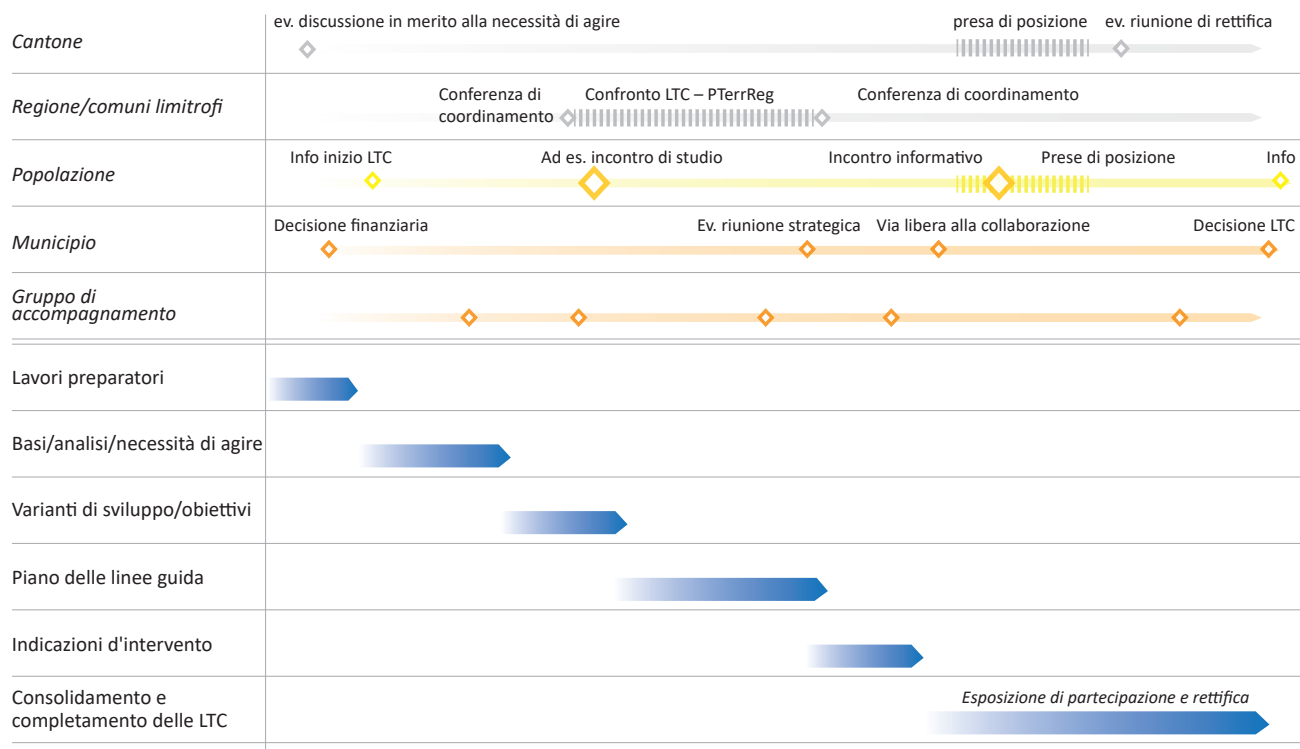 ev. discussione in merito alla necessità di agire
presa di posizione
ev. riunione di rettifica
Cantone
Regione/comuni limitrofi
Conferenza di
coordinamento
Confronto LTC – PTerrReg
Conferenza di coordinamento
Popolazione
Info inizio LTC
Ad es. incontro di studio
Incontro informativo
Prese di posizione
Info
Municipio
Decisione finanziaria
Ev. riunione strategica
Via libera alla collaborazione
Decisione LTC
Gruppo di
accompagnamento
Lavori preparatori
Basi/analisi/necessità di agire
Varianti di sviluppo/obiettivi
Piano delle linee guida
Indicazioni d'intervento
Consolidamento e
completamento delle LTC
Esposizione di partecipazione e rettifica